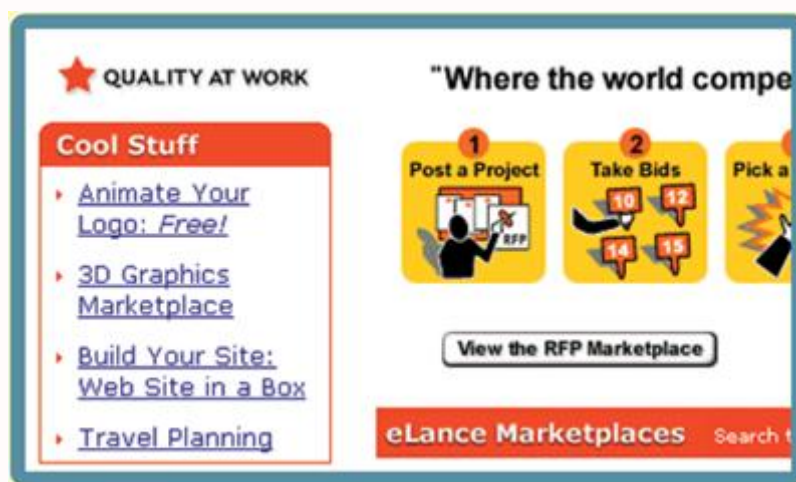 QUALITY AT WORK
"Where the world compe
Cool Stuff
Animate Your
Logo: Free!
3D Graphics
Marketplace
Build Your Site:
Web Site in a Box
Travel Planning
1
Post a Project
RFP
2
Take Bids
10
12
14
15
Pick a
View the RFP Marketplace
eLance Marketplaces
Search t